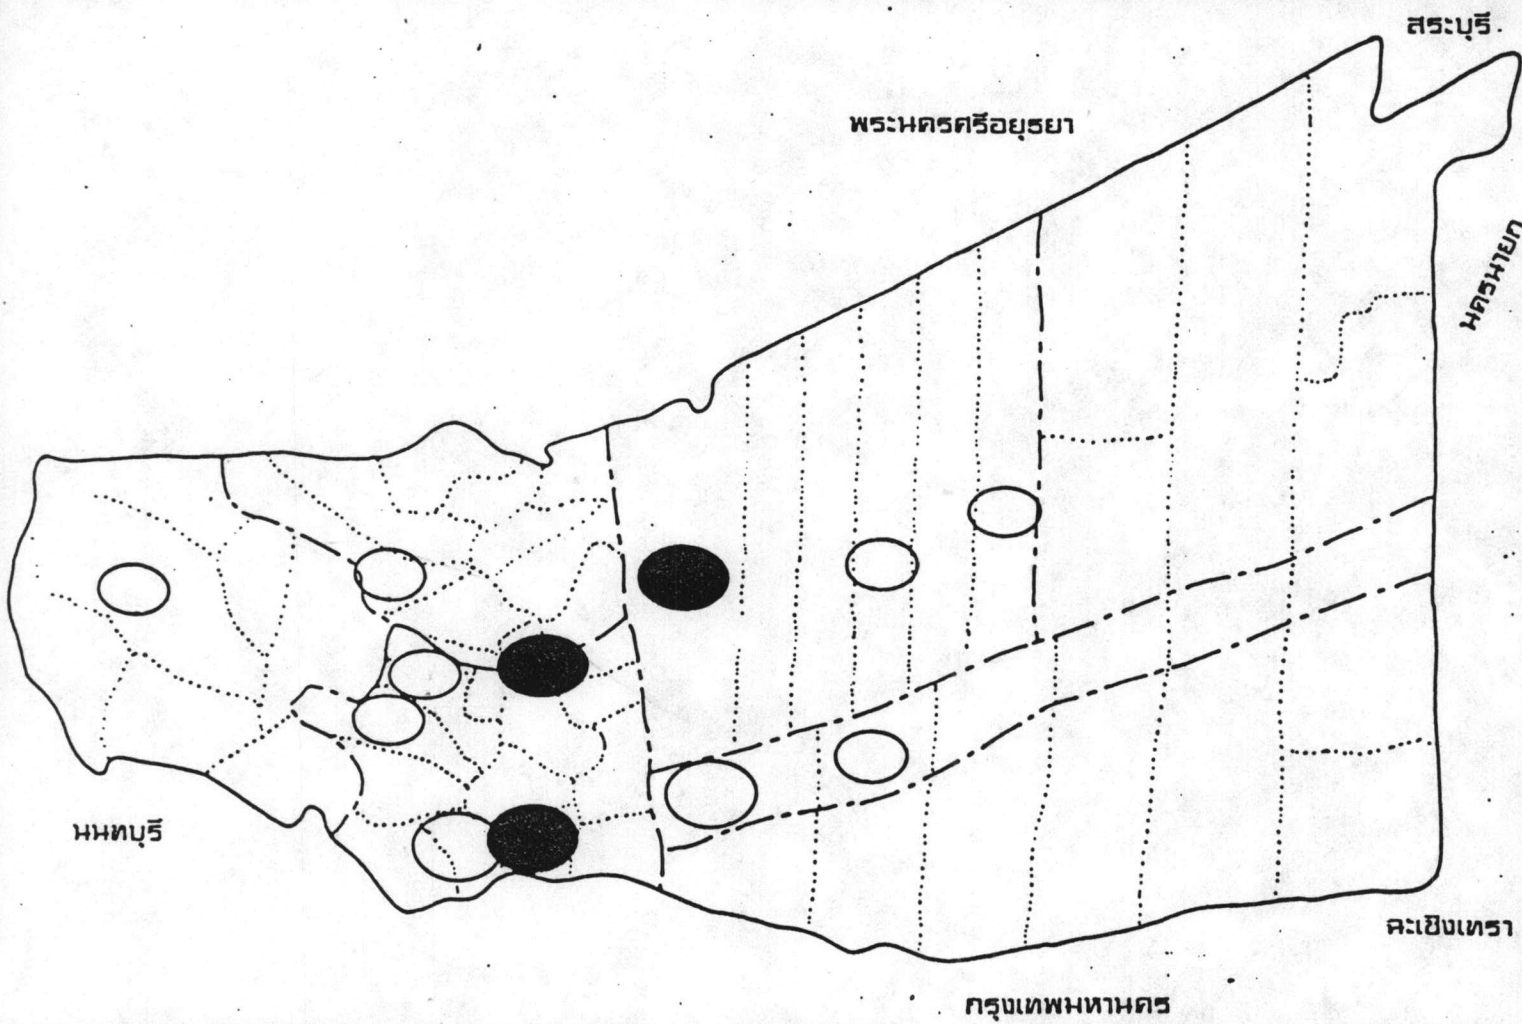 สระบุรี
พระนครศรีอยุธยา
นครนายก
นนทบุรี
ฉะเชิงเทรา
กรุงเทพมหานคร